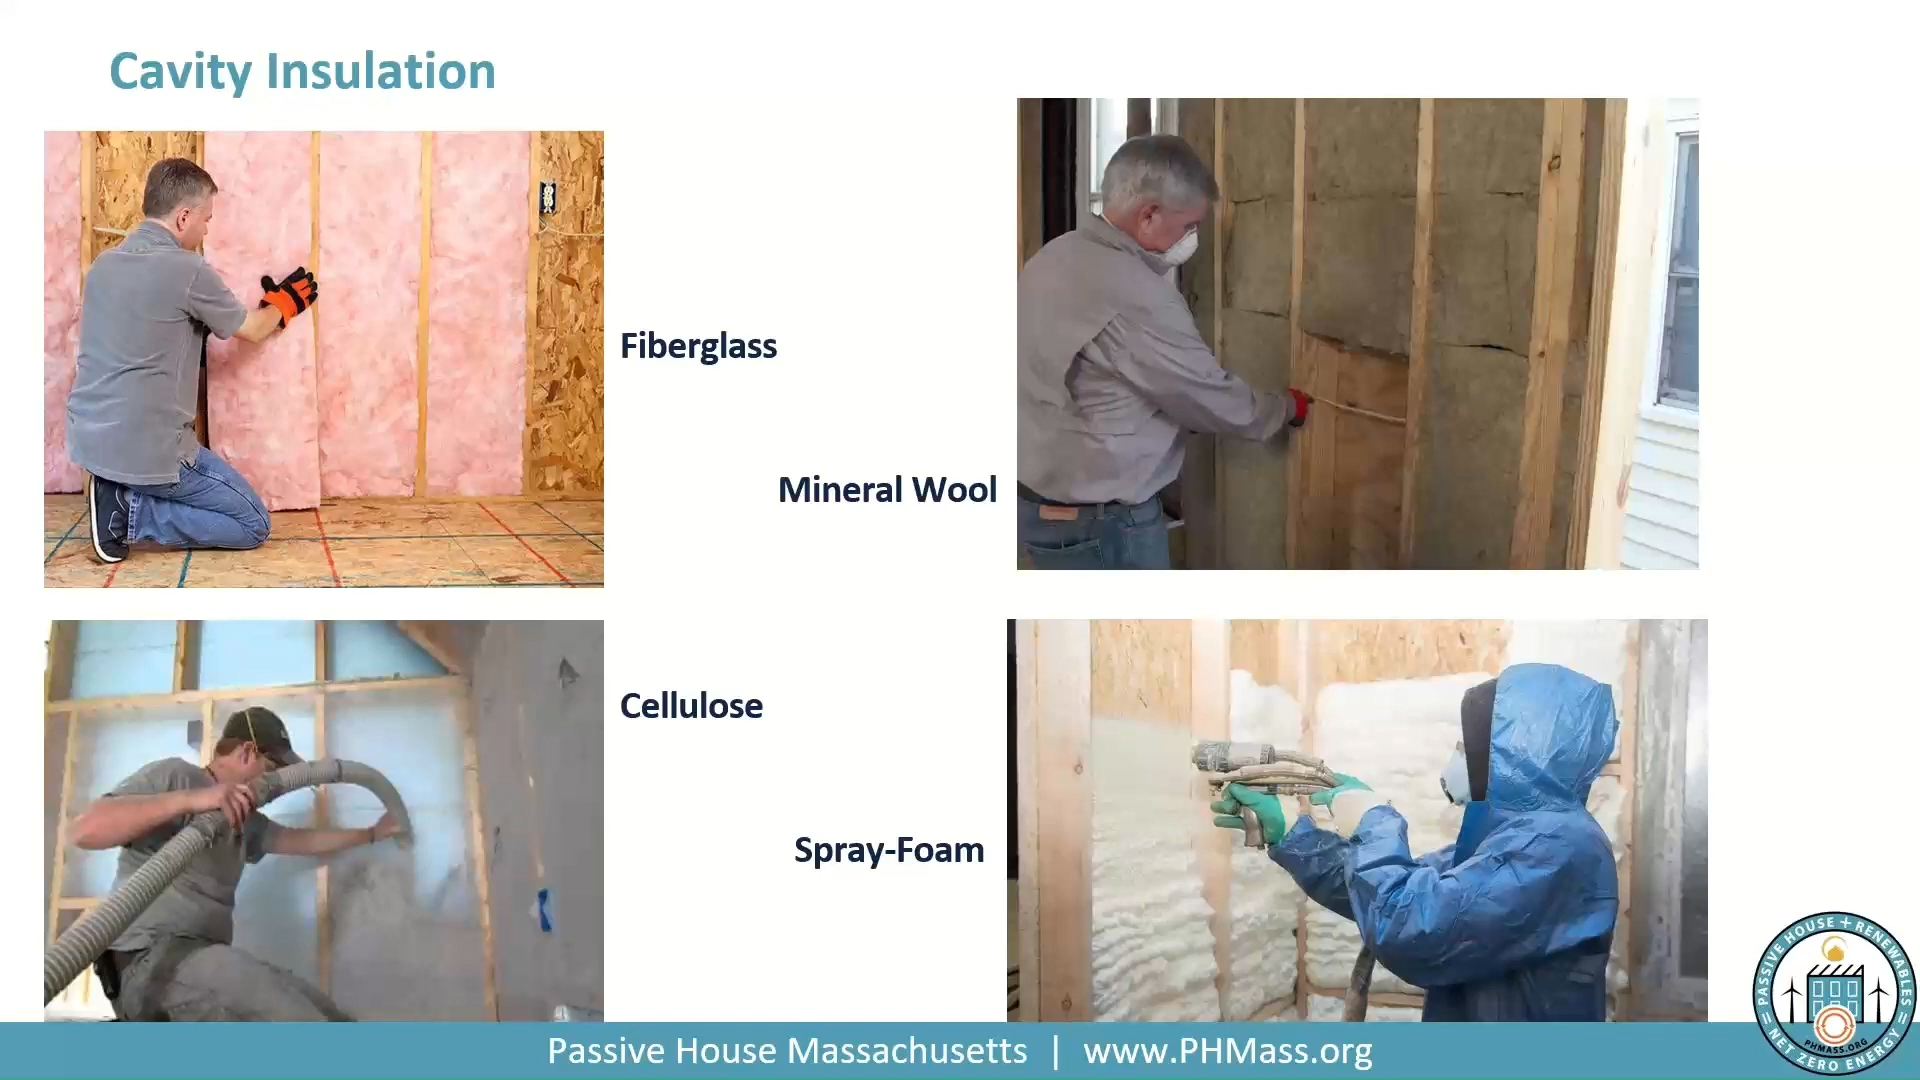 Cavity Insulation
Fiberglass
Mineral Wool
Cellulose
Spray-Foam
Passive House Massachusetts | www.PHMass.org
PASSIVE HOUSE + RENEWABLES
= NET ZERO ENERGY =
PHMASS.ORG